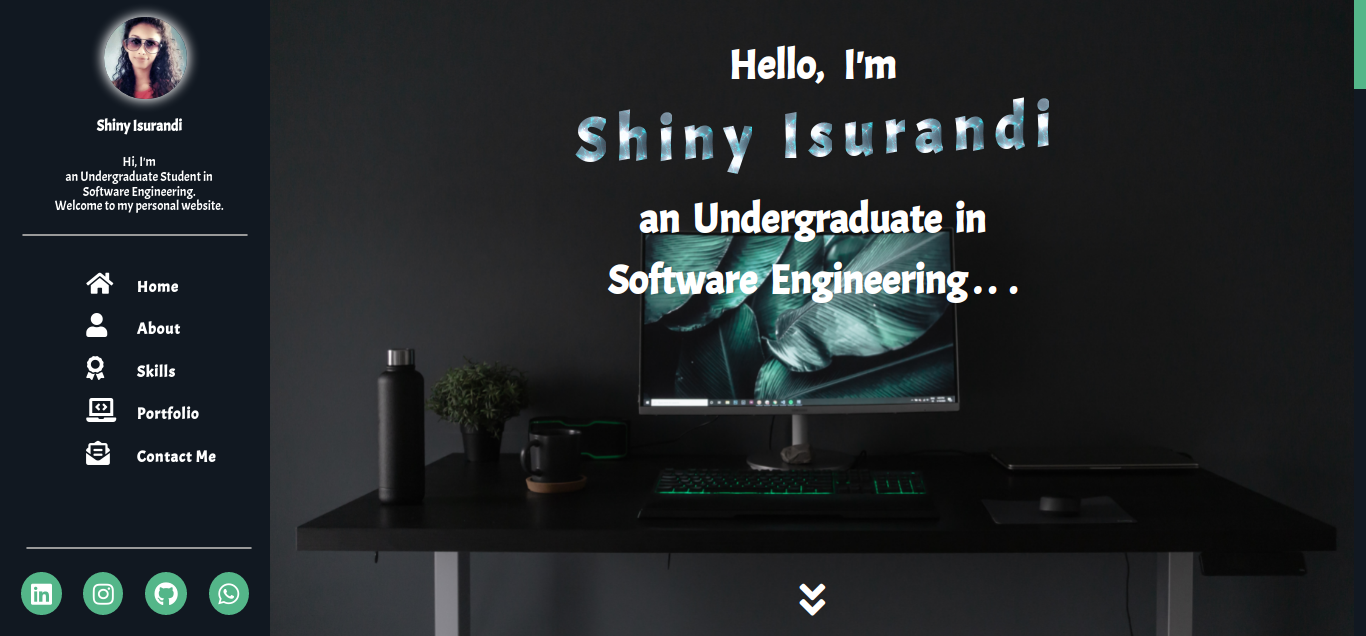 Shiny Isurandi
Hi, I'm
an Undergraduate Student in
Software Engineering.
Welcome to my personal website.
Home
About
Skills
Portfolio
Contact Me
Hello, I'm
Shiny Isurandi
an Undergraduate in
Software Engineering...